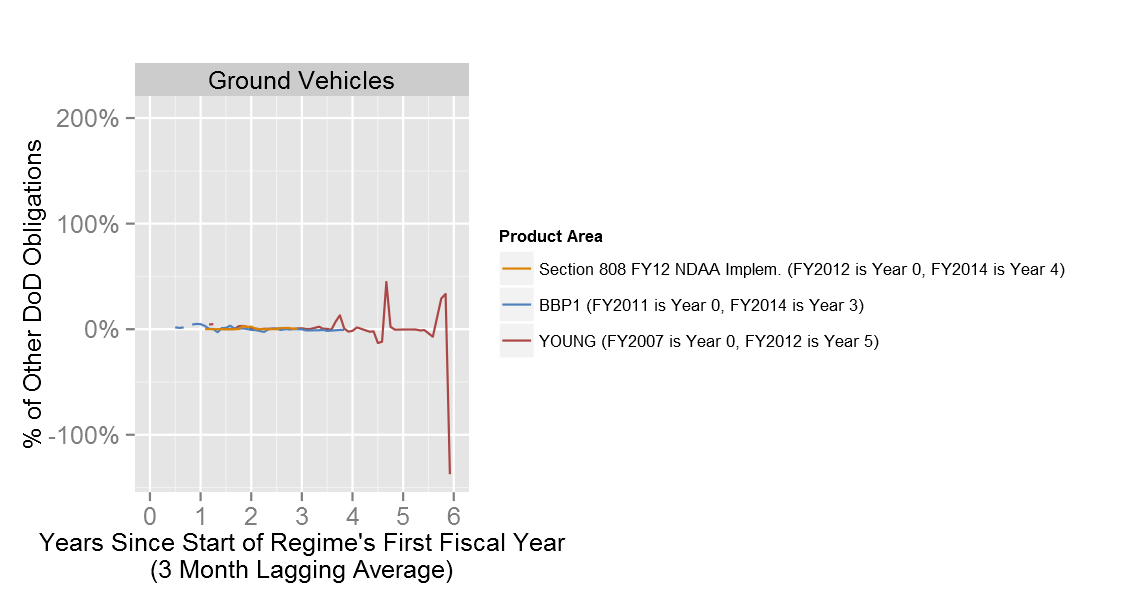 Ground Vehicles
200%
100%
0%
-100%
% of Other DoD Obligations
0 1 2 3 4 5 6
Years Since Start of Regime's First Fiscal Year
(3 Month Lagging Average)
Product Area
Section 808 FY12 NDAA Implem. (FY2012 is Year 0, FY2014 is Year 4)
BBP1 (FY2011 is Year 0, FY2014 is Year 3)
YOUNG (FY2007 is Year 0, FY2012 is Year 5)